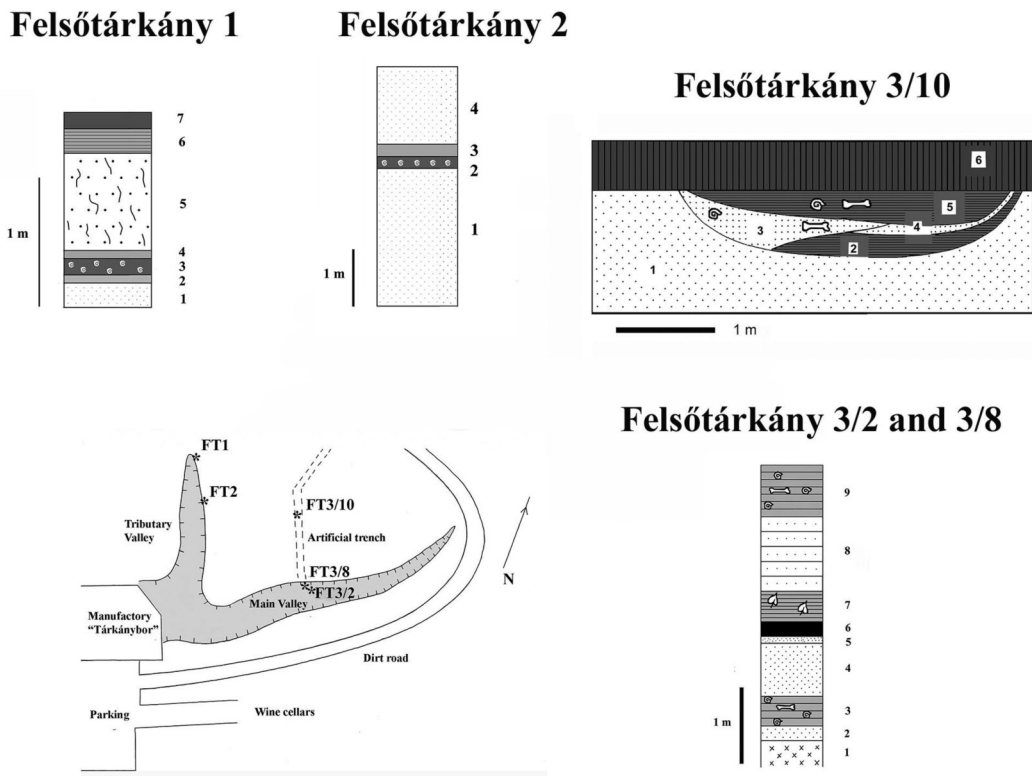 Felsőtárkány 1
7
6
5
4
3
2
1
1 m
Felsőtárkány 2
4
3
2
1
1 m
Felsőtárkány 3/10
6
5
4
3
2
1
1 m
FT1
FT2
FT3/10
Tributary
Valley
Artificial trench
FT3/8
FT3/2
Main Valley
N
Manufactory
“Tárkánybor”
Dirt road
Parking
Wine cellars
Felsőtárkány 3/2 and 3/8
9
8
7
6
5
4
3
2
1
1 m